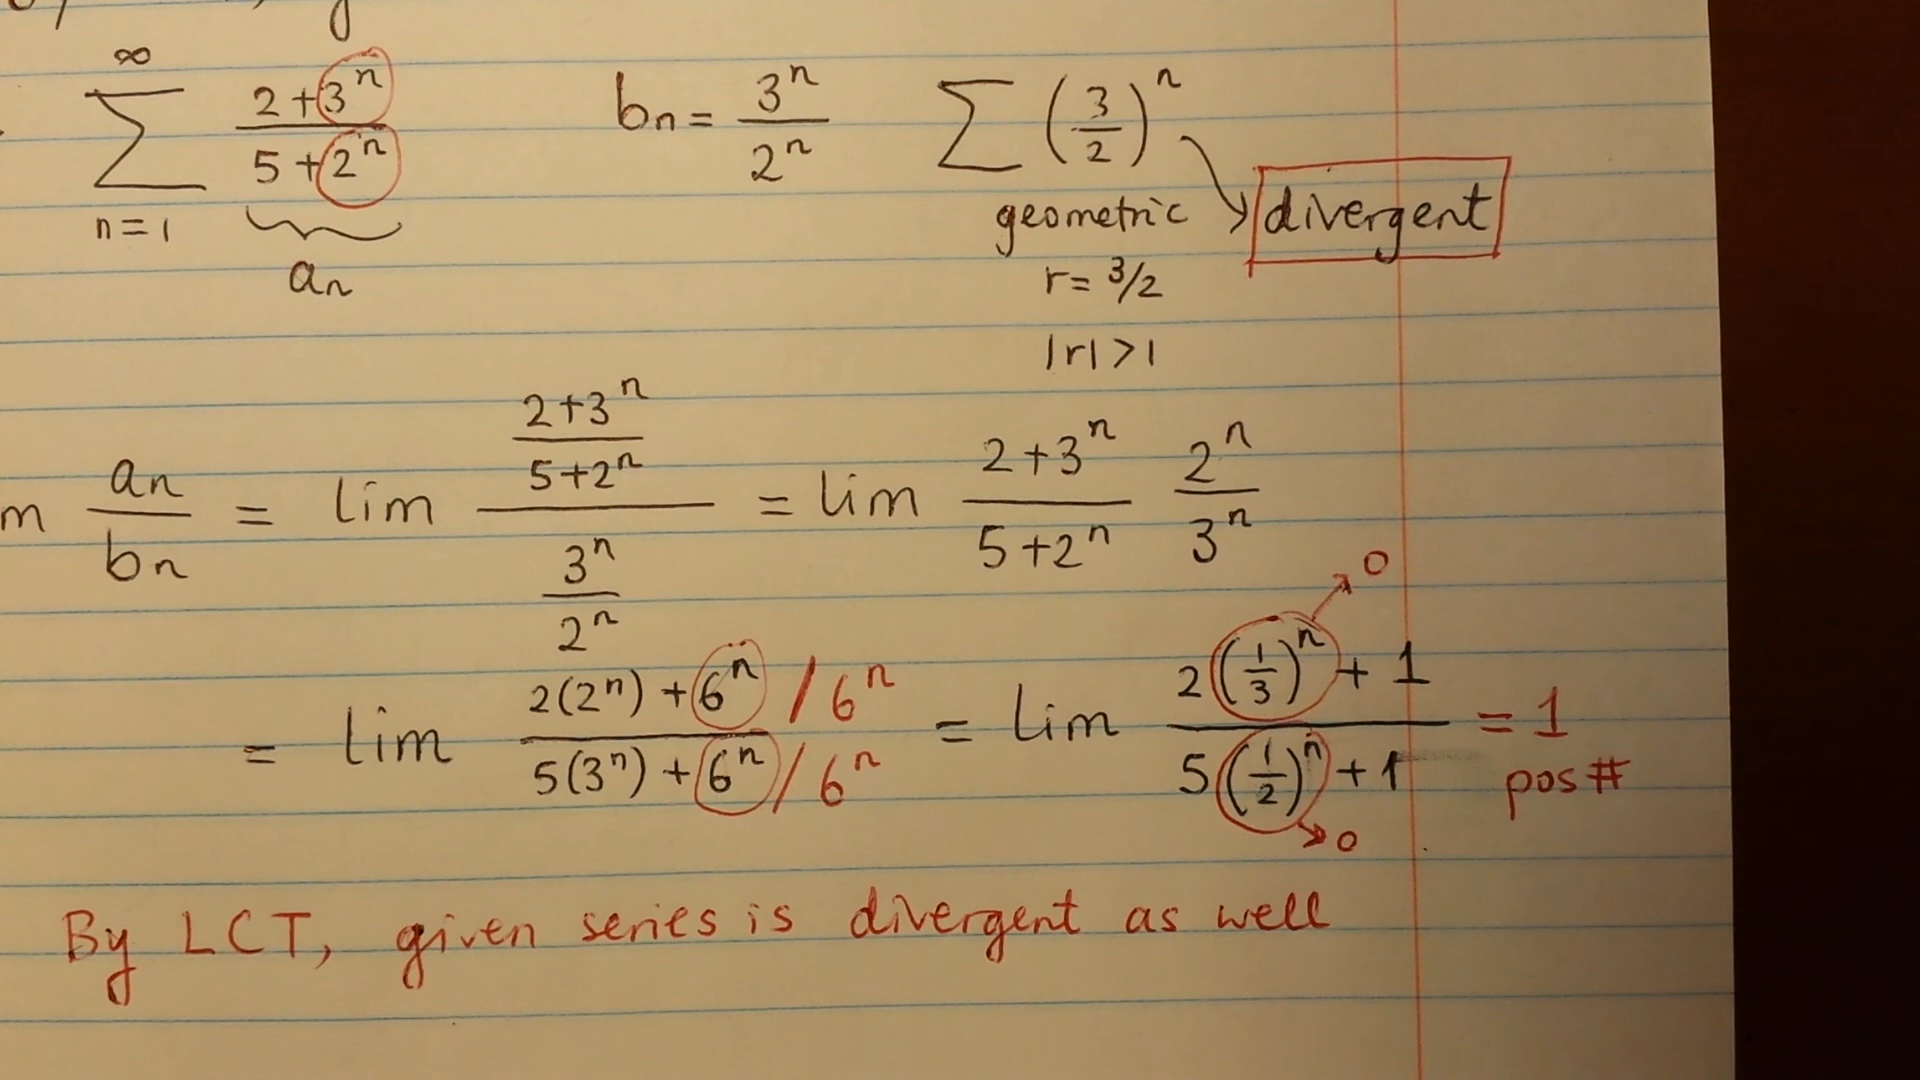 ∞
∑ (2+3^n)/(5+2^n)   b_n = 3^n/2^n   ∑ (3/2)^n
n=1
a_n
geometric → divergent
r = 3/2
|r| > 1
m a_n/b_n = lim ((2+3^n)/(5+2^n))/(3^n/2^n) = lim (2+3^n)/(5+2^n) 2^n/3^n
→ 0
= lim (2(2^n) + 6^n / 6^n)/(5(3^n) + 6^n / 6^n) = lim (2(1/3)^n + 1)/(5(1/2)^n + 1) = 1
pos #
→ 0
By LCT, given series is divergent as well